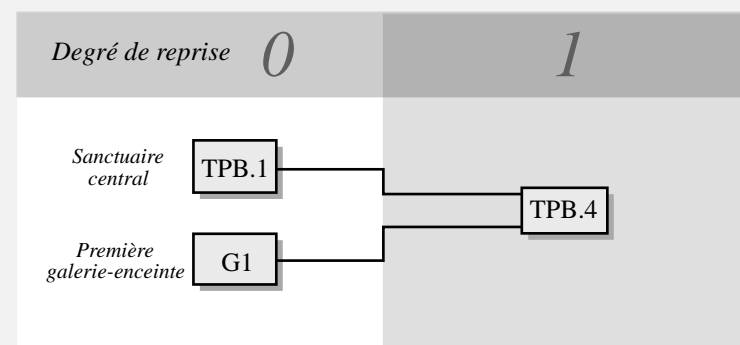 Degré de reprise 0 1
Sanctuaire
central
TPB.1
TPB.4
Première
galerie-enceinte
G1